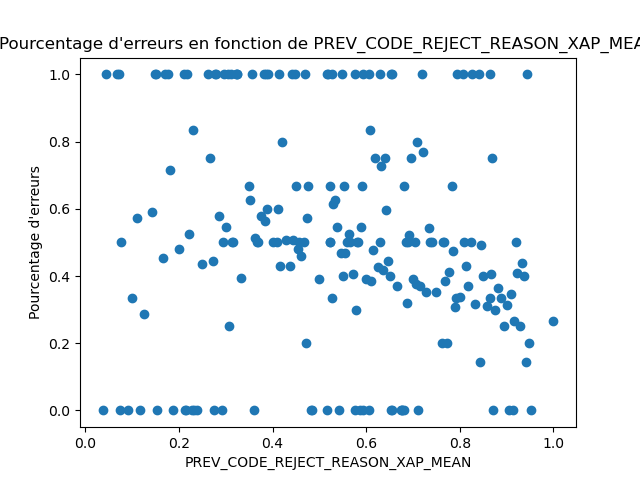 Pourcentage d'erreurs en fonction de PREV_CODE_REJECT_REASON_XAP_MEA
1.0
0.8
0.6
0.4
0.2
0.0
Pourcentage d'erreurs
0.0 0.2 0.4 0.6 0.8 1.0
PREV_CODE_REJECT_REASON_XAP_MEAN